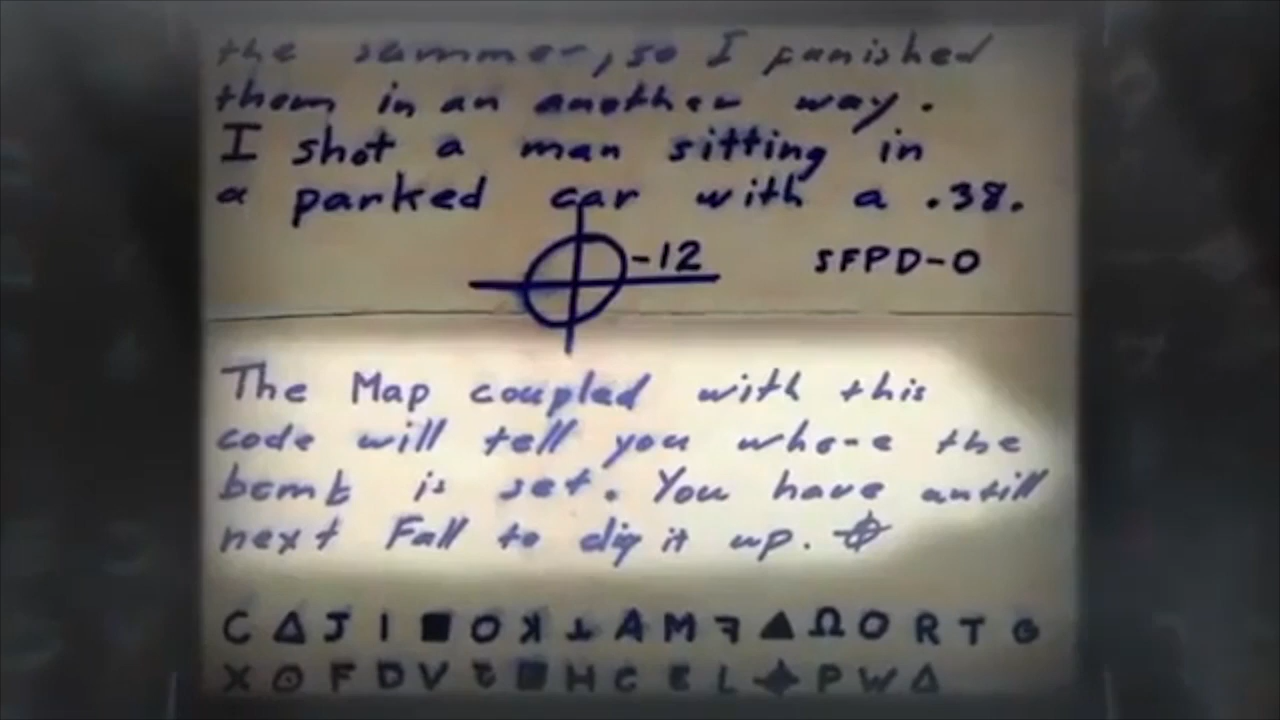 the summer, so I punished
them in an another way.
I shot a man sitting in
a parked car with a .38.
-12 SFPD-0
The Map coupled with this
code will tell you where the
bomb is set. You have untill
next Fall to dig it up. ⌖
C Δ J I ■ O ꓘ ⊥ A M ꟻ ▲ Ω O R T G
X ⊙ F D V
H C E L ✦ P W Δ